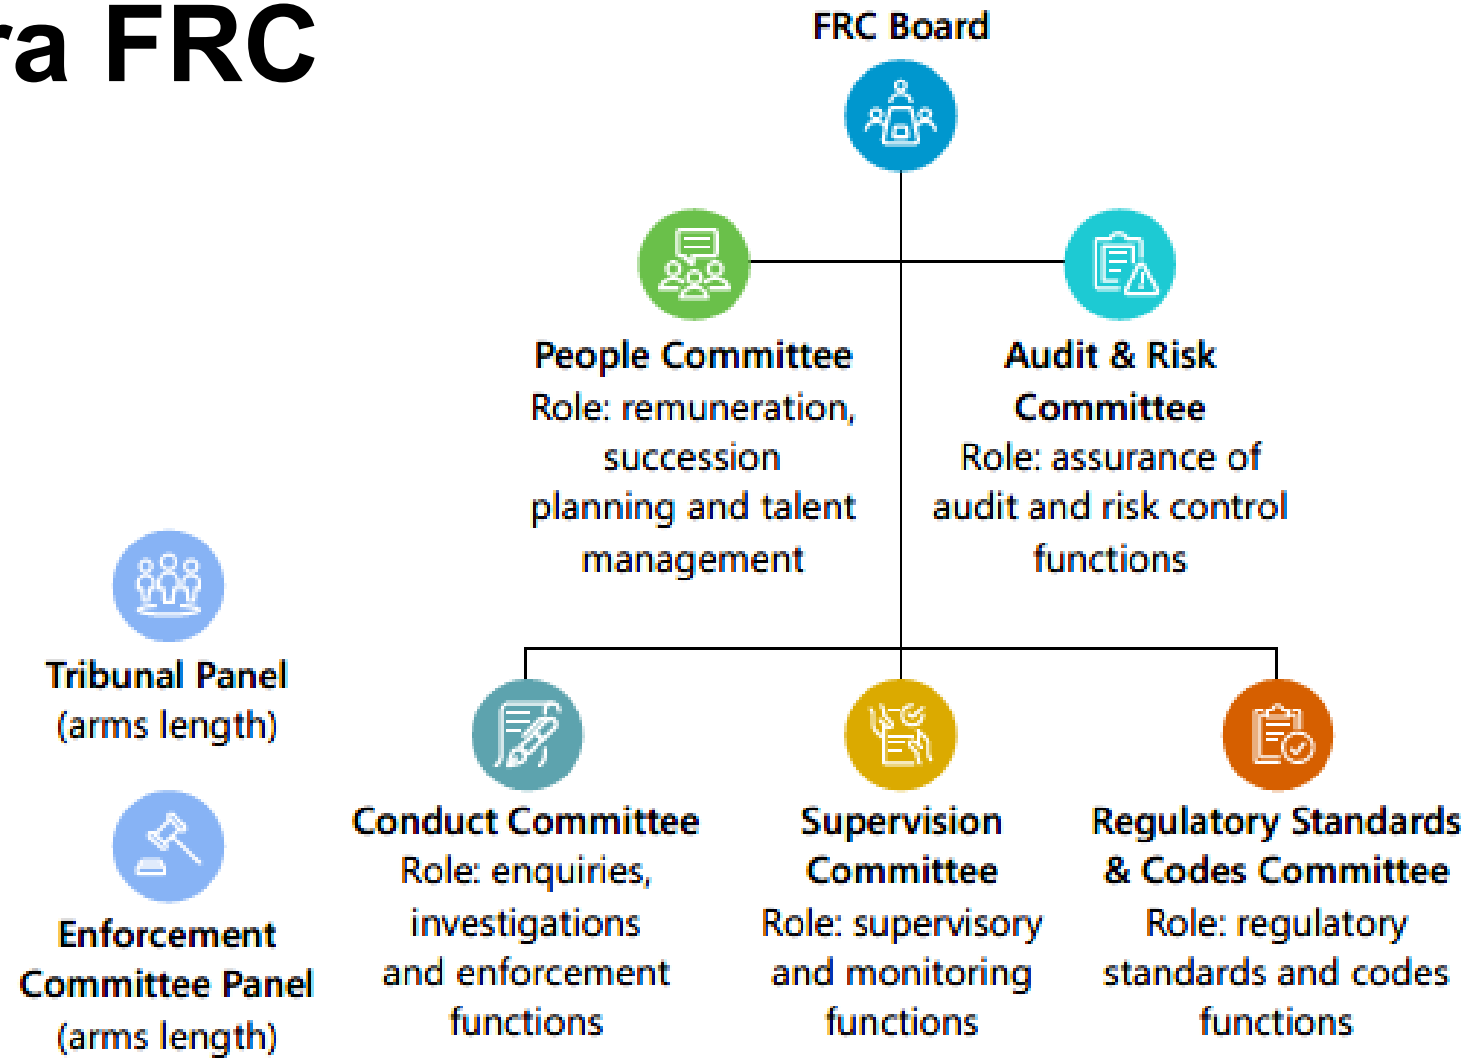 ra FRC
FRC Board
People Committee
Role: remuneration,
succession
planning and talent
management
Audit & Risk
Committee
Role: assurance of
audit and risk control
functions
Tribunal Panel
(arms length)
Enforcement
Committee Panel
(arms length)
Conduct Committee
Role: enquiries,
investigations
and enforcement
functions
Supervision
Committee
Role: supervisory
and monitoring
functions
Regulatory Standards
& Codes Committee
Role: regulatory
standards and codes
functions